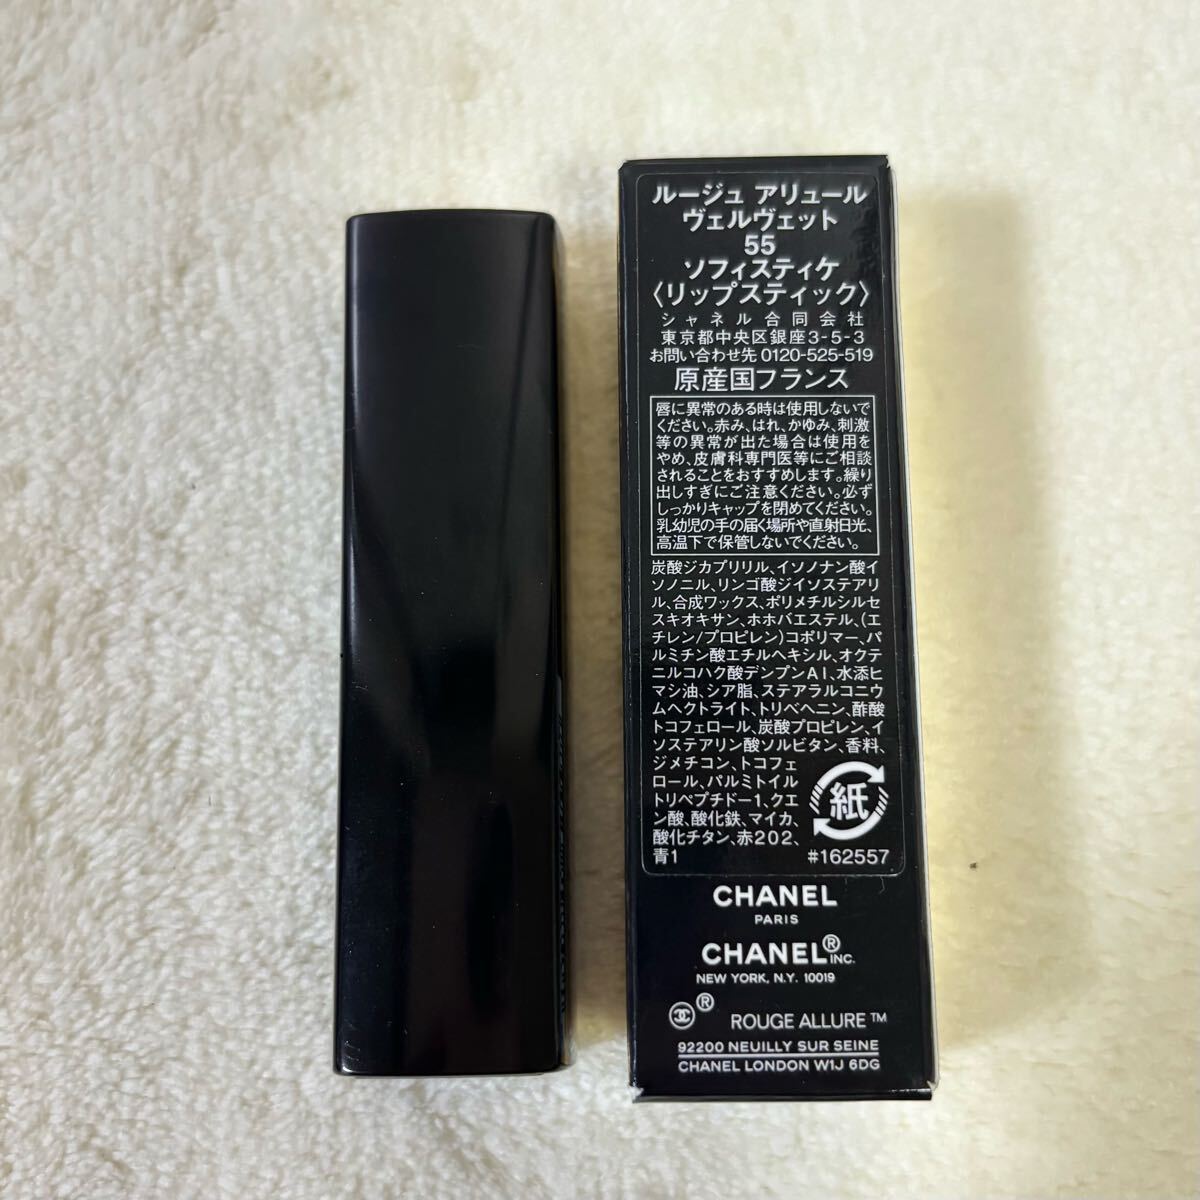 ルージュ アリュール
ヴェルヴェット
55
ソフィスティケ
〈リップスティック〉
シャネル合同会社
東京都中央区銀座3-5-3
お問い合わせ先 0120-525-519
原産国フランス
唇に異常のある時は使用しないで
ください。赤み、はれ、かゆみ、刺激
等の異常が出た場合は使用を
やめ、皮膚科専門医等にご相談
されることをおすすめします。繰り
出しすぎにご注意ください。必ず
しっかりキャップを閉めてください。
乳幼児の手の届く場所や直射日光、
高温下で保管しないでください。
炭酸ジカプリリル、イソノナン酸イ
ソノニル、リンゴ酸ジイソステアリ
ル、合成ワックス、ポリメチルシルセ
スキオキサン、ホホバエステル、(エ
チレン/プロピレン)コポリマー、パ
ルミチン酸エチルヘキシル、オクテ
ニルコハク酸デンプンAl、水添ヒ
マシ油、シア脂、ステアラルコニウ
ムヘクトライト、トリベヘニン、酢酸
トコフェロール、炭酸プロピレン、イ
ソステアリン酸ソルビタン、香料、
ジメチコン、トコフェ
ロール、パルミトイル
トリペプチドー1、クエ
ン酸、酸化鉄、マイカ、
酸化チタン、赤202、
青1
紙
#162557
CHANEL
PARIS
CHANEL® INC.
NEW YORK, N.Y. 10019
® ROUGE ALLURE™
92200 NEUILLY SUR SEINE
CHANEL LONDON W1J 6DG